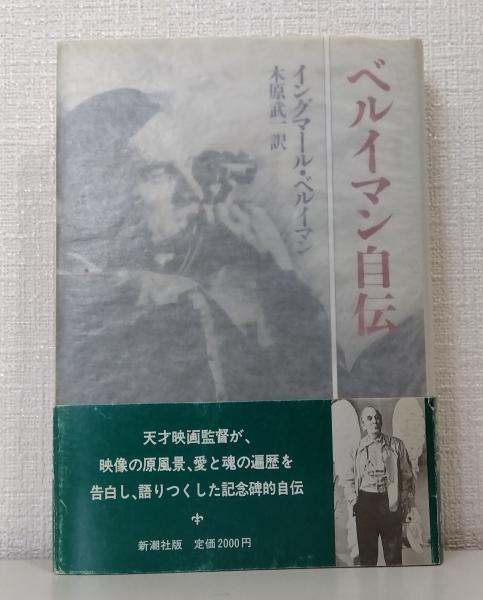 ベルイマン自伝
イングマール・ベルイマン
木原武一訳
天才映画監督が、
映像の原風景、愛と魂の遍歴を
告白し、語りつくした記念碑的自伝
新潮社版 定価2000円